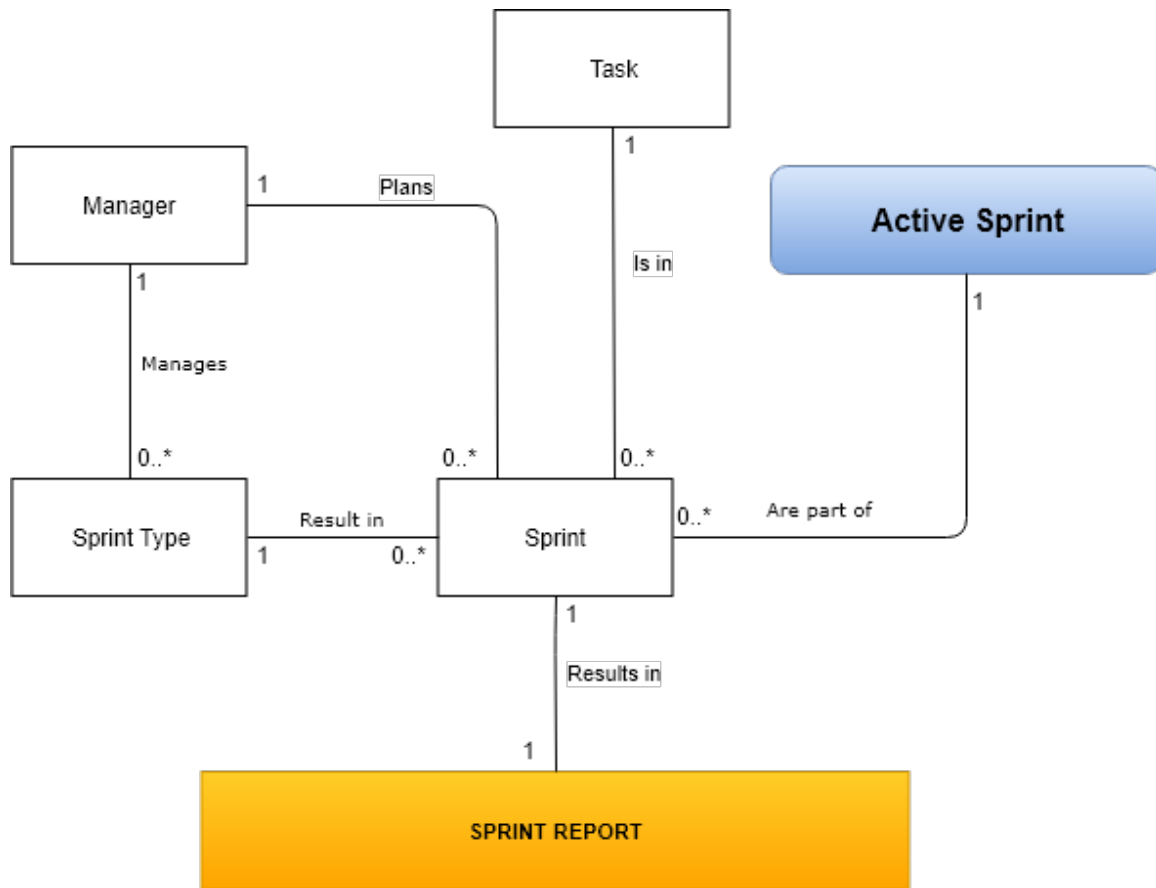 Task
1
Manager
1
Plans
Active Sprint
1
1
Is in
Manages
0..*
0..*
0..*
Sprint Type
Result in
1
0..*
Sprint
0..*
Are part of
1
Results in
1
SPRINT REPORT